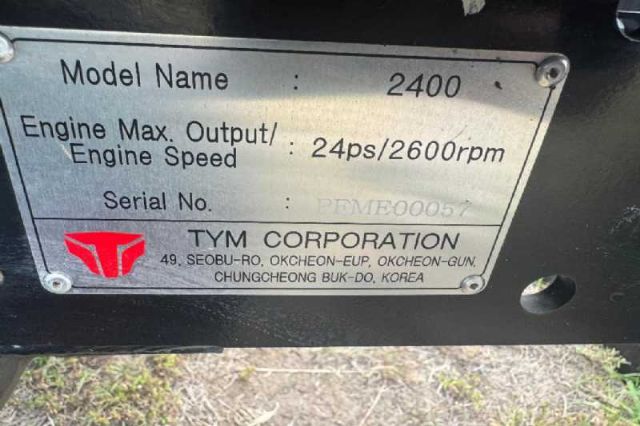 Model Name : 2400
Engine Max. Output/
Engine Speed : 24ps/2600rpm
Serial No. : PEME00057
TYM CORPORATION
49, SEOBU-RO, OKCHEON-EUP, OKCHEON-GUN,
CHUNGCHEONG BUK-DO, KOREA